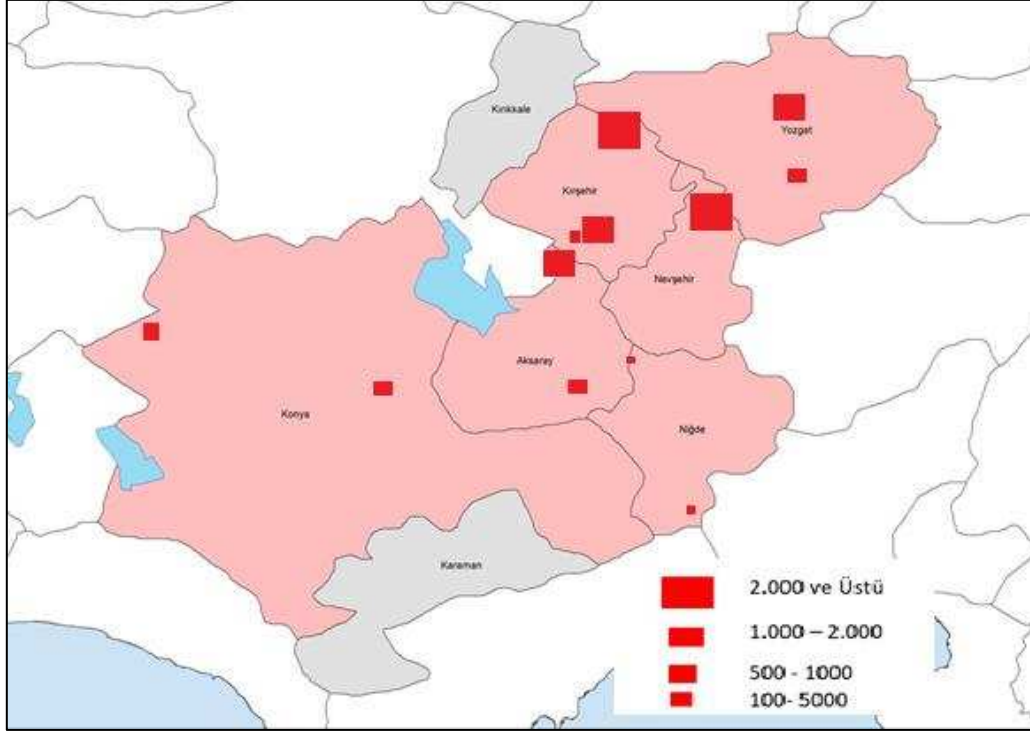 Kırıkkale
Yozgat
Kırşehir
Nevşehir
Aksaray
Konya
Niğde
Karaman
2.000 ve Üstü
1.000 – 2.000
500 - 1000
100- 5000